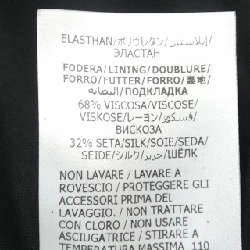 ELASTHAN/ポリウレタン/إيلاستين/
ЭЛАСТАН
FODERA/LINING/DOUBLURE/
FORRO/FUTTER/FORRO/裏地/
البطانة/ПОДКЛАДКА
68% VISCOSA/VISCOSE/
VISKOSE/レーヨン/فسكوز/
ВИСКОЗА
32% SETA/SILK/SOIE/SEDA/
SEIDE/シルク/حرير/ШЁЛК
NON LAVARE / LAVARE A
ROVESCIO / PROTEGGERE GLI
ACCESSORI PRIMA DEL
LAVAGGIO. / NON TRATTARE
CON CLORO / NON USARE
ASCIUGATRICE / STIRARE A
TEMPERATURA MASSIMA 110